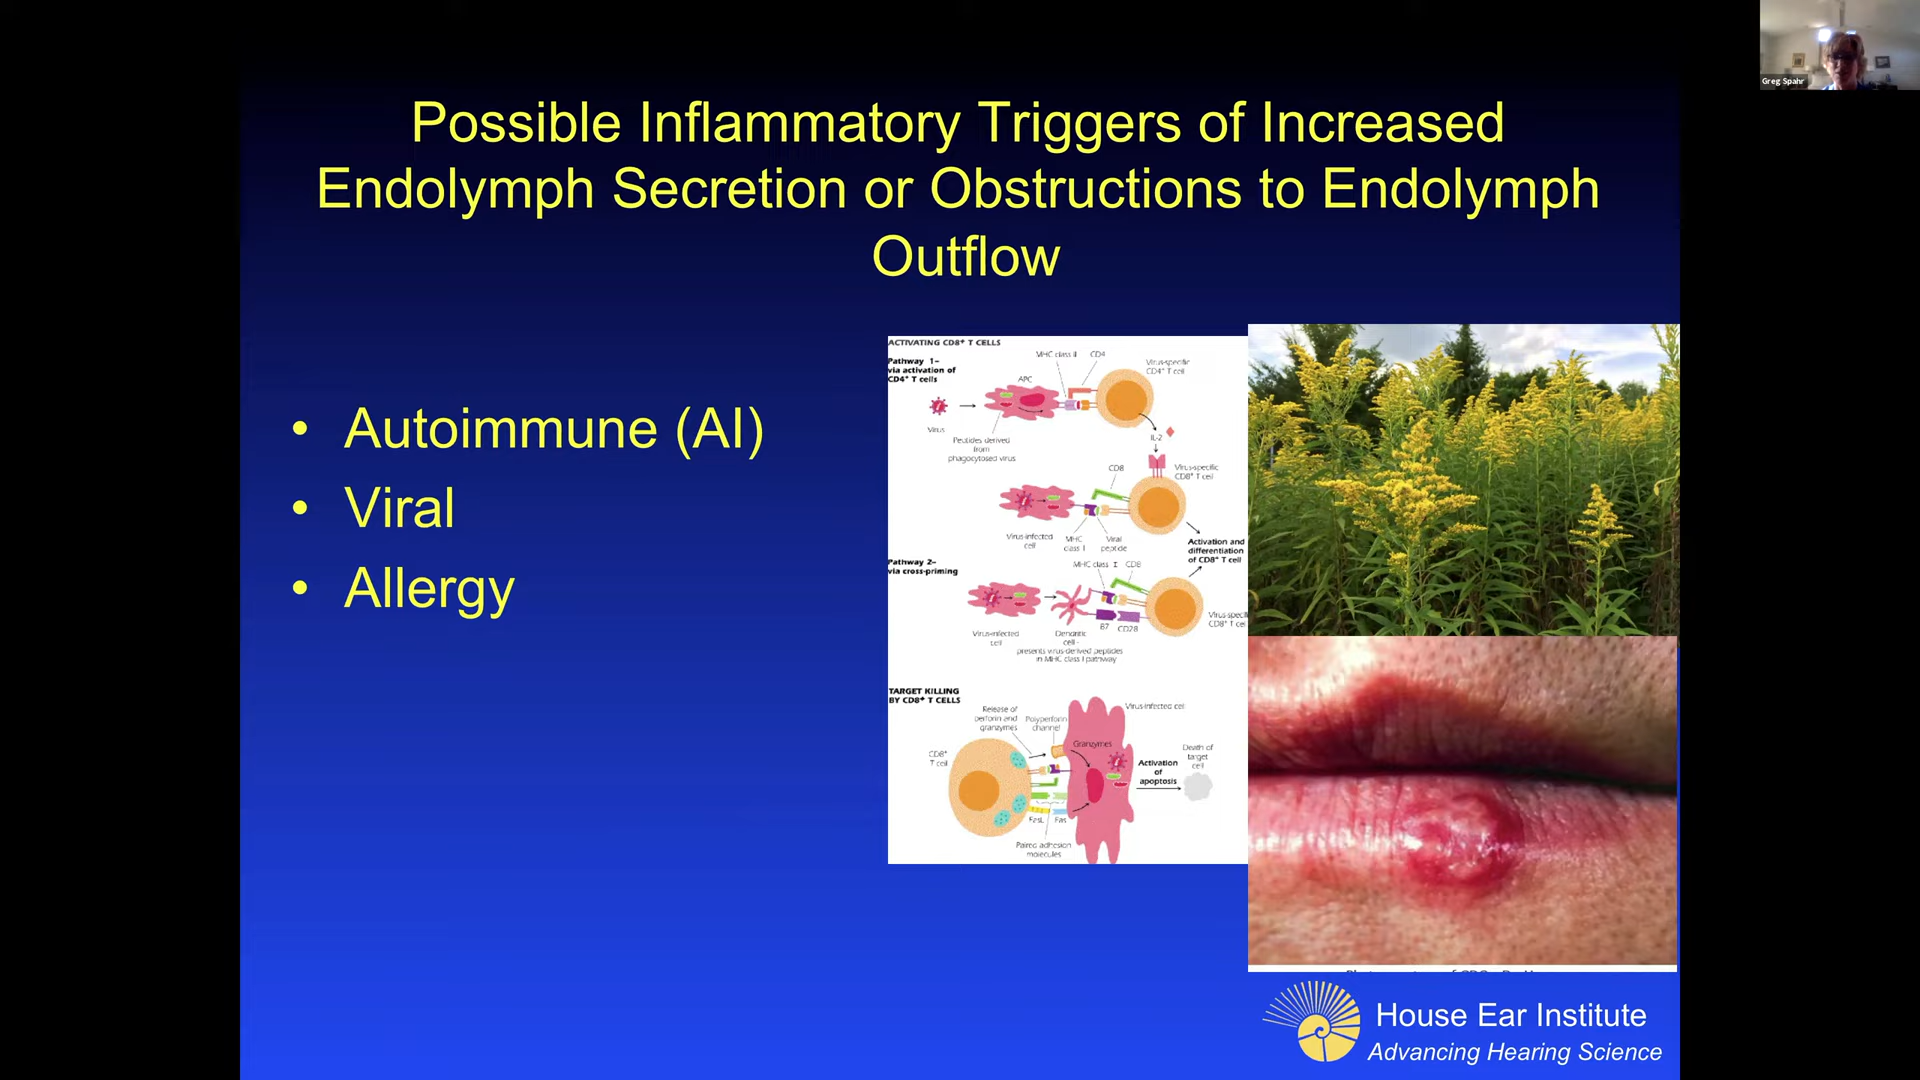 Greg Spahr
Possible Inflammatory Triggers of Increased
Endolymph Secretion or Obstructions to Endolymph
Outflow
• Autoimmune (AI)
• Viral
• Allergy
ACTIVATING CD8⁺ T CELLS
Pathway 1–
via activation of
CD4⁺ T cells
MHC class II
CD4
Virus-specific
CD4⁺ T cell
APC
Virus
Peptides derived
from
phagocytosed virus
IL-2
CD8
Virus-specific
CD8⁺ T cell
Virus-infected
cell
MHC
class I
Viral
peptide
Activation and
differentiation
of CD8⁺ T cell
Pathway 2–
via cross-priming
MHC class I
CD8
Virus-specif
CD8⁺ T cel
B7
CD28
Virus-infected
cell
Dendritic
cell–
presents virus-derived peptides
in MHC class I pathway
TARGET KILLING
BY CD8⁺ T CELLS
Release of
perforin and
granzymes
Polyperforin
channel
Virus-infected cell
Granzymes
CD8⁺
T cell
Death of
target
cell
Activation
of
apoptosis
FasL
Fas
Paired adhesion
molecules
House Ear Institute
Advancing Hearing Science